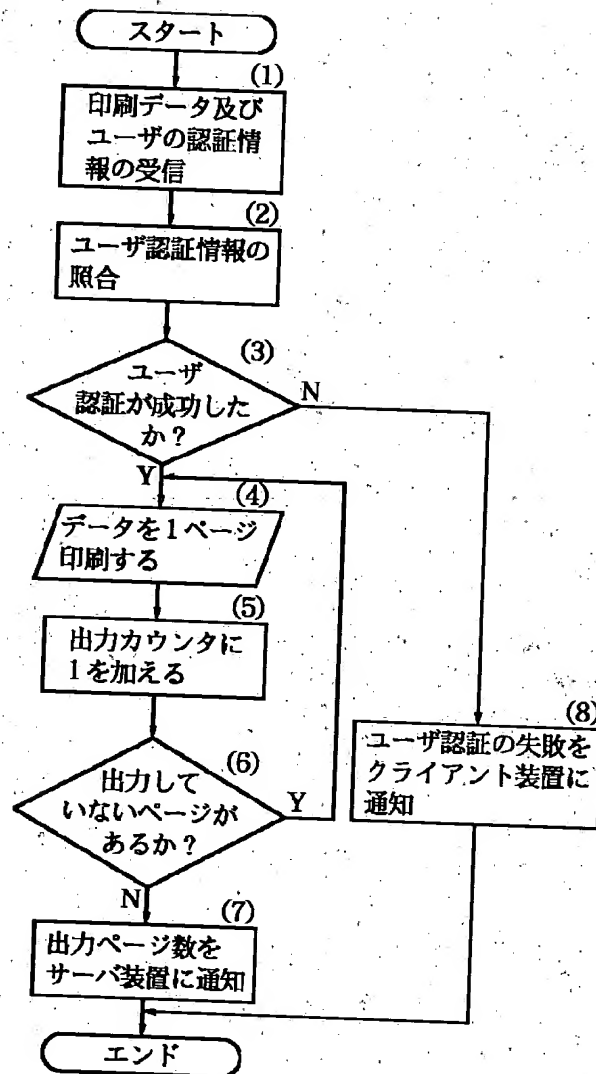 スタート
(1)
印刷データ及び
ユーザの認証情
報の受信
(2)
ユーザ認証情報の
照合
(3)
ユーザ
認証が成功した
か？
N
Y
(4)
データを1ページ
印刷する
(5)
出力カウンタに
1を加える
(6)
出力して
いないページが
あるか？
Y
N
(8)
ユーザ認証の失敗を
クライアント装置に
通知
(7)
出力ページ数を
サーバ装置に通知
エンド